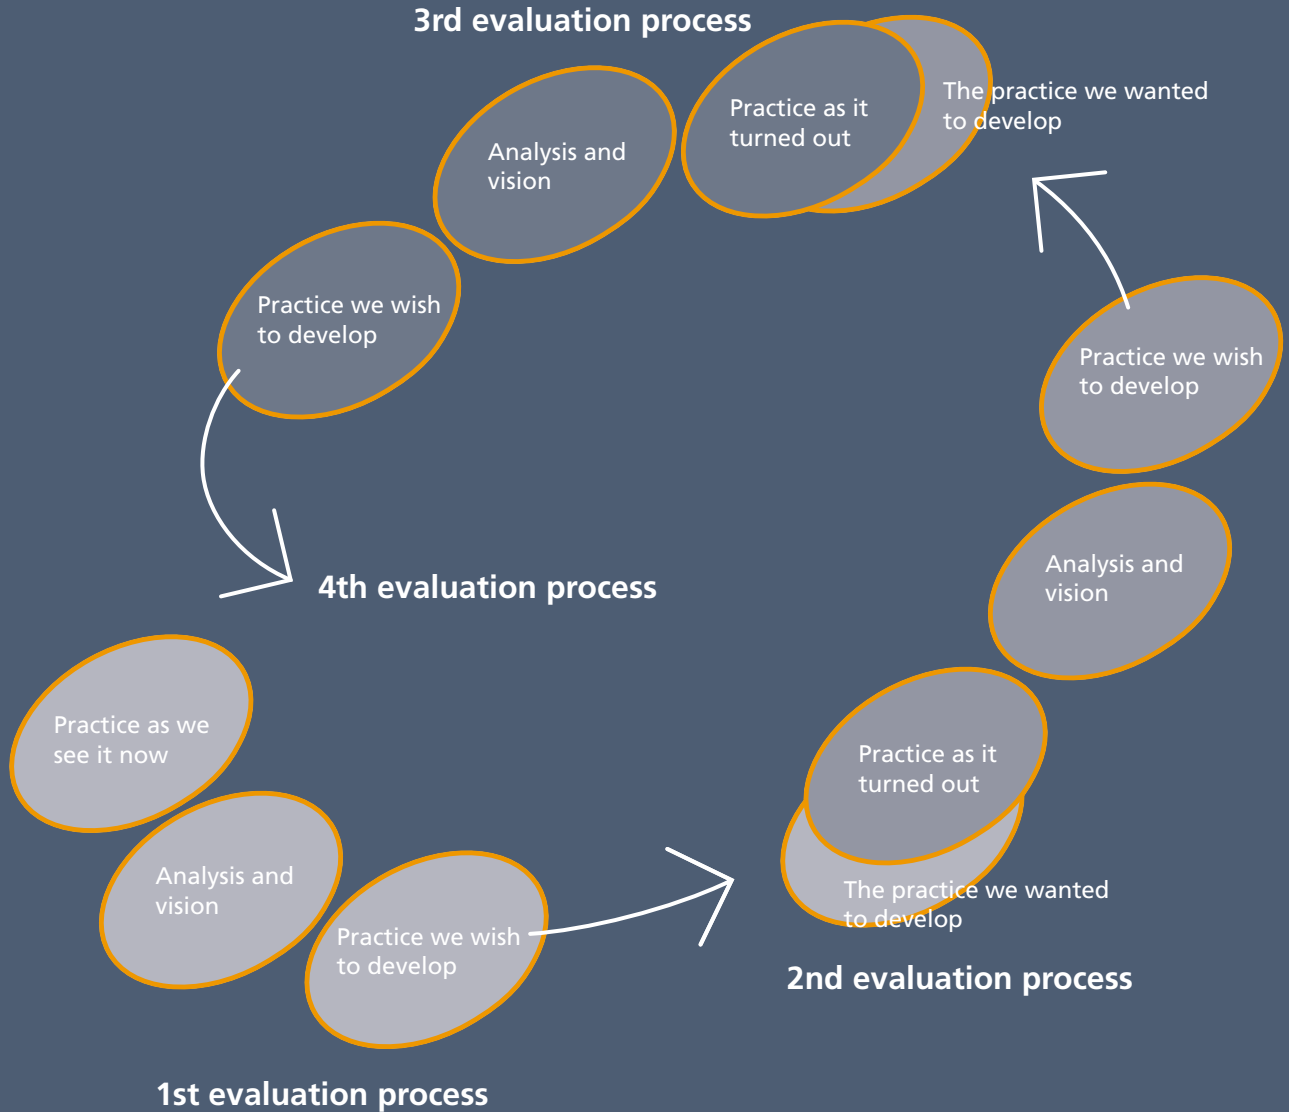 3rd evaluation process
Practice as it
turned out
The practice we wanted
to develop
Analysis and
vision
Practice we wish
to develop
Practice we wish
to develop
Analysis and
vision
4th evaluation process
Practice as we
see it now
Practice as it
turned out
Analysis and
vision
The practice we wanted
to develop
Practice we wish
to develop
2nd evaluation process
1st evaluation process